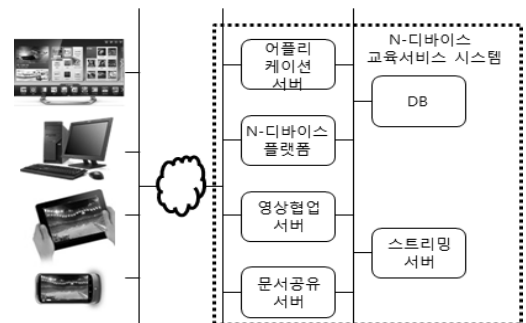 N-디바이스
교육서비스 시스템
어플리
케이션
서버
DB
N-디바이스
플랫폼
영상협업
서버
스트리밍
서버
문서공유
서버